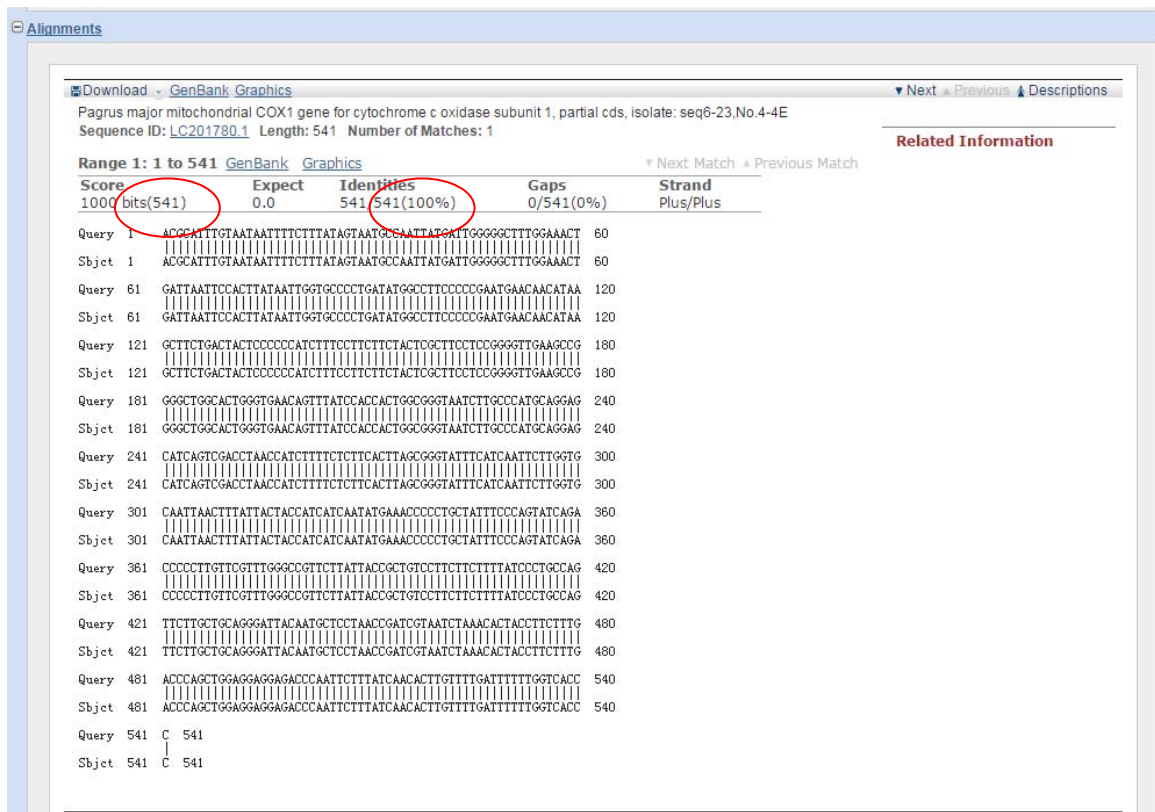 Alignments
Download GenBank Graphics Next Previous Descriptions
Pagrus major mitochondrial COX1 gene for cytochrome c oxidase subunit 1, partial cds, isolate: seq6-23,No.4-4E
Sequence ID: LC201780.1 Length: 541 Number of Matches: 1
Related Information
Range 1: 1 to 541 GenBank Graphics Next Match Previous Match
Score Expect Identities Gaps Strand
1000 bits(541) 0.0 541/541(100%) 0/541(0%) Plus/Plus
Query 1 ACGCATTTGTAATAATTTTCTTTATAGTAATGCCAATTATGATTGGGGGCTTTGGAAACT 60
Sbjct 1 ACGCATTTGTAATAATTTTCTTTATAGTAATGCCAATTATGATTGGGGGCTTTGGAAACT 60
Query 61 GATTAATTCCACTTATAATTGGTGCCCCTGATATGGCCTTCCCCCGAATGAACAACATAA 120
Sbjct 61 GATTAATTCCACTTATAATTGGTGCCCCTGATATGGCCTTCCCCCGAATGAACAACATAA 120
Query 121 GCTTCTGACTACTCCCCCCATCTTTCCTTCTTCTACTCGCTTCCTCCGGGGTTGAAGCCG 180
Sbjct 121 GCTTCTGACTACTCCCCCCATCTTTCCTTCTTCTACTCGCTTCCTCCGGGGTTGAAGCCG 180
Query 181 GGGCTGGCACTGGGTGAACAGTTTATCCACCACTGGCGGGTAATCTTGCCCATGCAGGAG 240
Sbjct 181 GGGCTGGCACTGGGTGAACAGTTTATCCACCACTGGCGGGTAATCTTGCCCATGCAGGAG 240
Query 241 CATCAGTCGACCTAACCATCTTTTCTCTTCACTTAGCGGGTATTTCATCAATTCTTGGTG 300
Sbjct 241 CATCAGTCGACCTAACCATCTTTTCTCTTCACTTAGCGGGTATTTCATCAATTCTTGGTG 300
Query 301 CAATTAACTTTATTACTACCATCATCAATATGAAACCCCCTGCTATTTCCCAGTATCAGA 360
Sbjct 301 CAATTAACTTTATTACTACCATCATCAATATGAAACCCCCTGCTATTTCCCAGTATCAGA 360
Query 361 CCCCCTTGTTCGTTTGGGCCGTTCTTATTACCGCTGTCCTTCTTCTTTTATCCCTGCCAG 420
Sbjct 361 CCCCCTTGTTCGTTTGGGCCGTTCTTATTACCGCTGTCCTTCTTCTTTTATCCCTGCCAG 420
Query 421 TTCTTGCTGCAGGGATTACAATGCTCCTAACCGATCGTAATCTAAACACTACCTTCTTTG 480
Sbjct 421 TTCTTGCTGCAGGGATTACAATGCTCCTAACCGATCGTAATCTAAACACTACCTTCTTTG 480
Query 481 ACCCAGCTGGAGGAGGAGACCCAATTCTTTATCAACACTTGTTTTGATTTTTTGGTCACC 540
Sbjct 481 ACCCAGCTGGAGGAGGAGACCCAATTCTTTATCAACACTTGTTTTGATTTTTTGGTCACC 540
Query 541 C 541
Sbjct 541 C 541